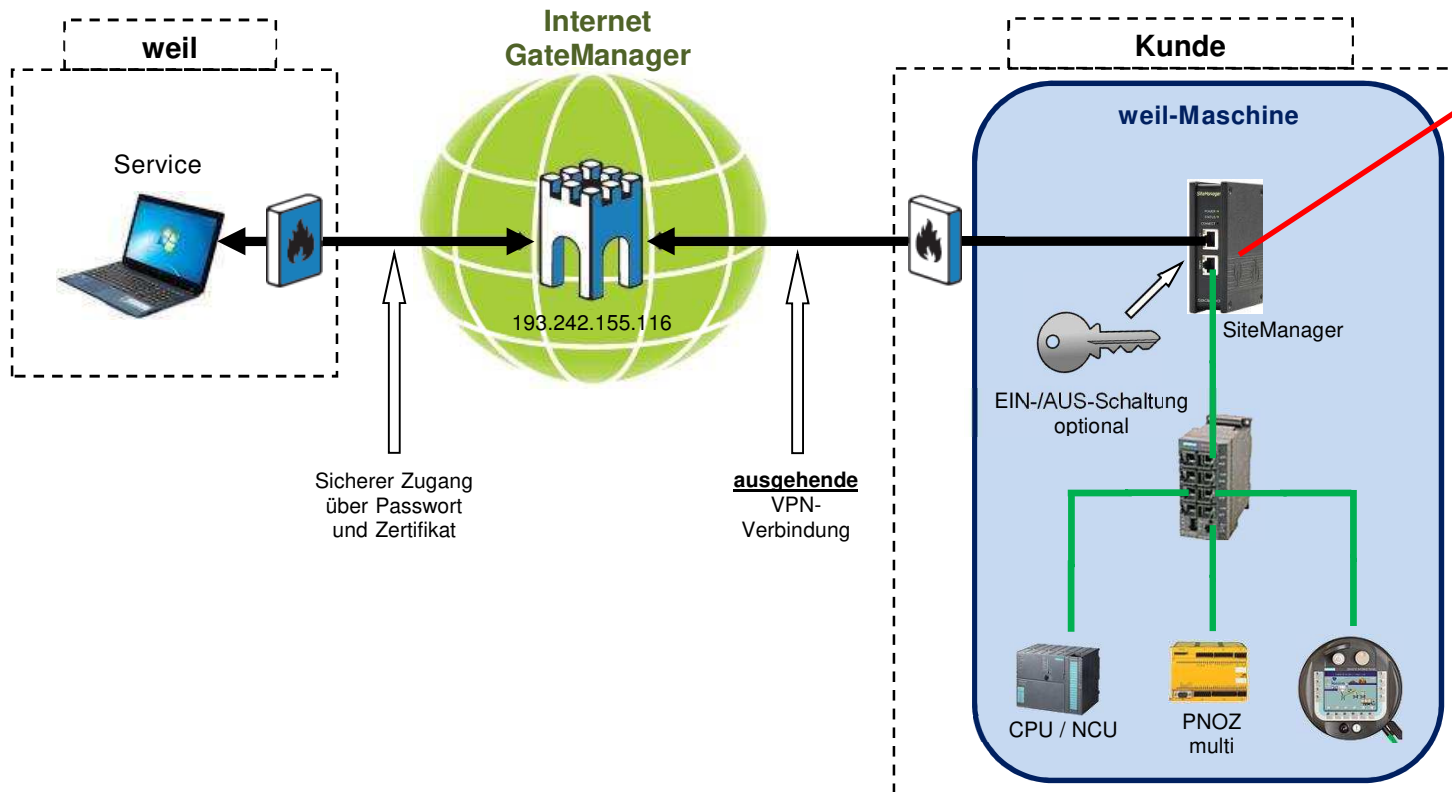 weil
Internet
GateManager
Kunde
weil-Maschine
Service
SiteManager
193.242.155.116
SiteManager
EIN-/AUS-Schaltung
optional
Sicherer Zugang
über Passwort
und Zertifikat
ausgehende
VPN-
Verbindung
CPU / NCU
PNOZ
multi